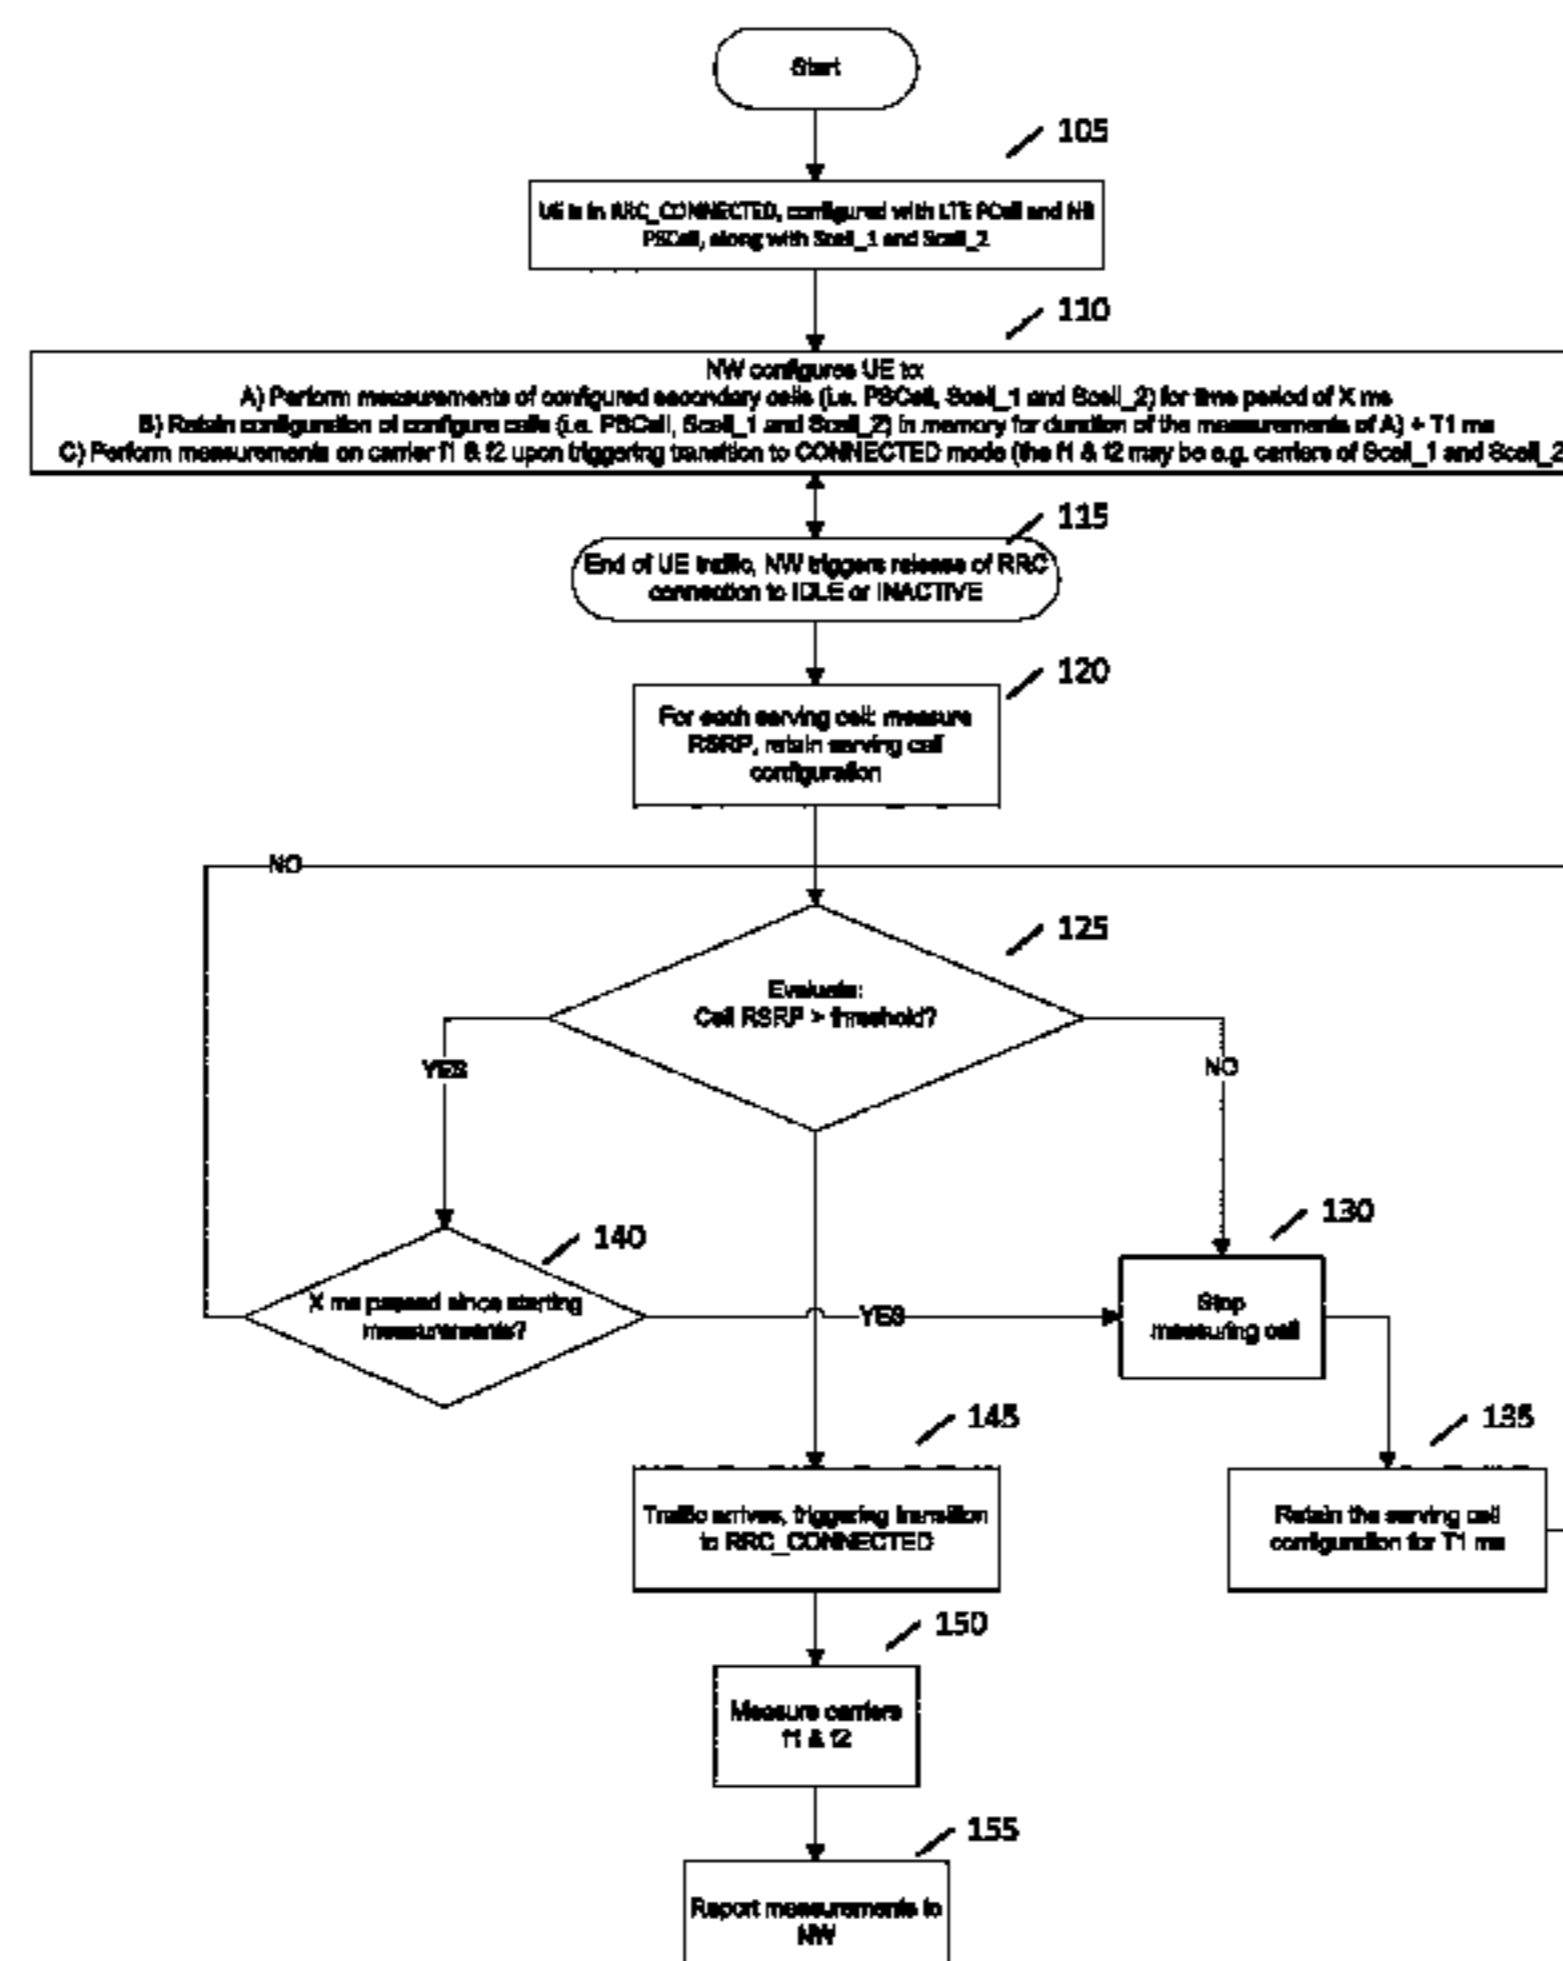 Start
105
UE is in RRC_CONNECTED, configured with LTE PCell and NR
PSCell, along with Scell_1 and Scell_2
110
NW configures UE to:
A) Perform measurements of configured secondary cells (i.e. PSCell, Scell_1 and Scell_2) for time period of X ms
B) Retain configuration of configure cells (i.e. PSCell, Scell_1 and Scell_2) in memory for duration of the measurements of A) + T1 ms
C) Perform measurements on carrier f1 & f2 upon triggering transition to CONNECTED mode (the f1 & f2 may be e.g. carriers of Scell_1 and Scell_2
115
End of UE traffic, NW triggers release of RRC
connection to IDLE or INACTIVE
120
For each serving cell: measure
RSRP, retain serving cell
configuration
NO
125
Evaluate:
Cell RSRP > threshold?
YES
NO
130
140
X ms passed since starting
measurements?
YES
Stop
measuring cell
145
135
Traffic arrives, triggering transition
to RRC_CONNECTED
Retain the serving cell
configuration for T1 ms
150
Measure carriers
f1 & f2
155
Report measurements to
NW